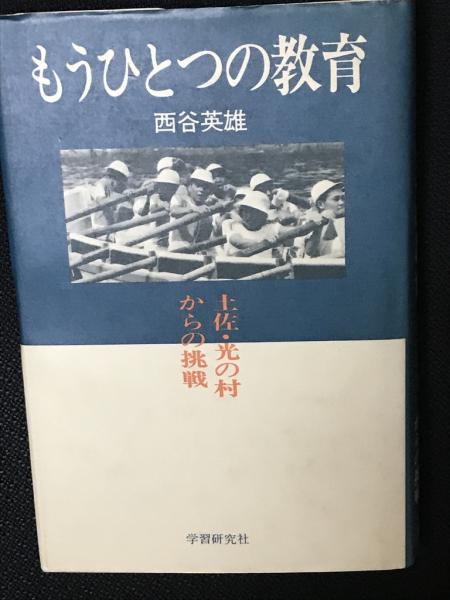 もうひとつの教育
西谷英雄
土佐・光の村
からの挑戦
学習研究社